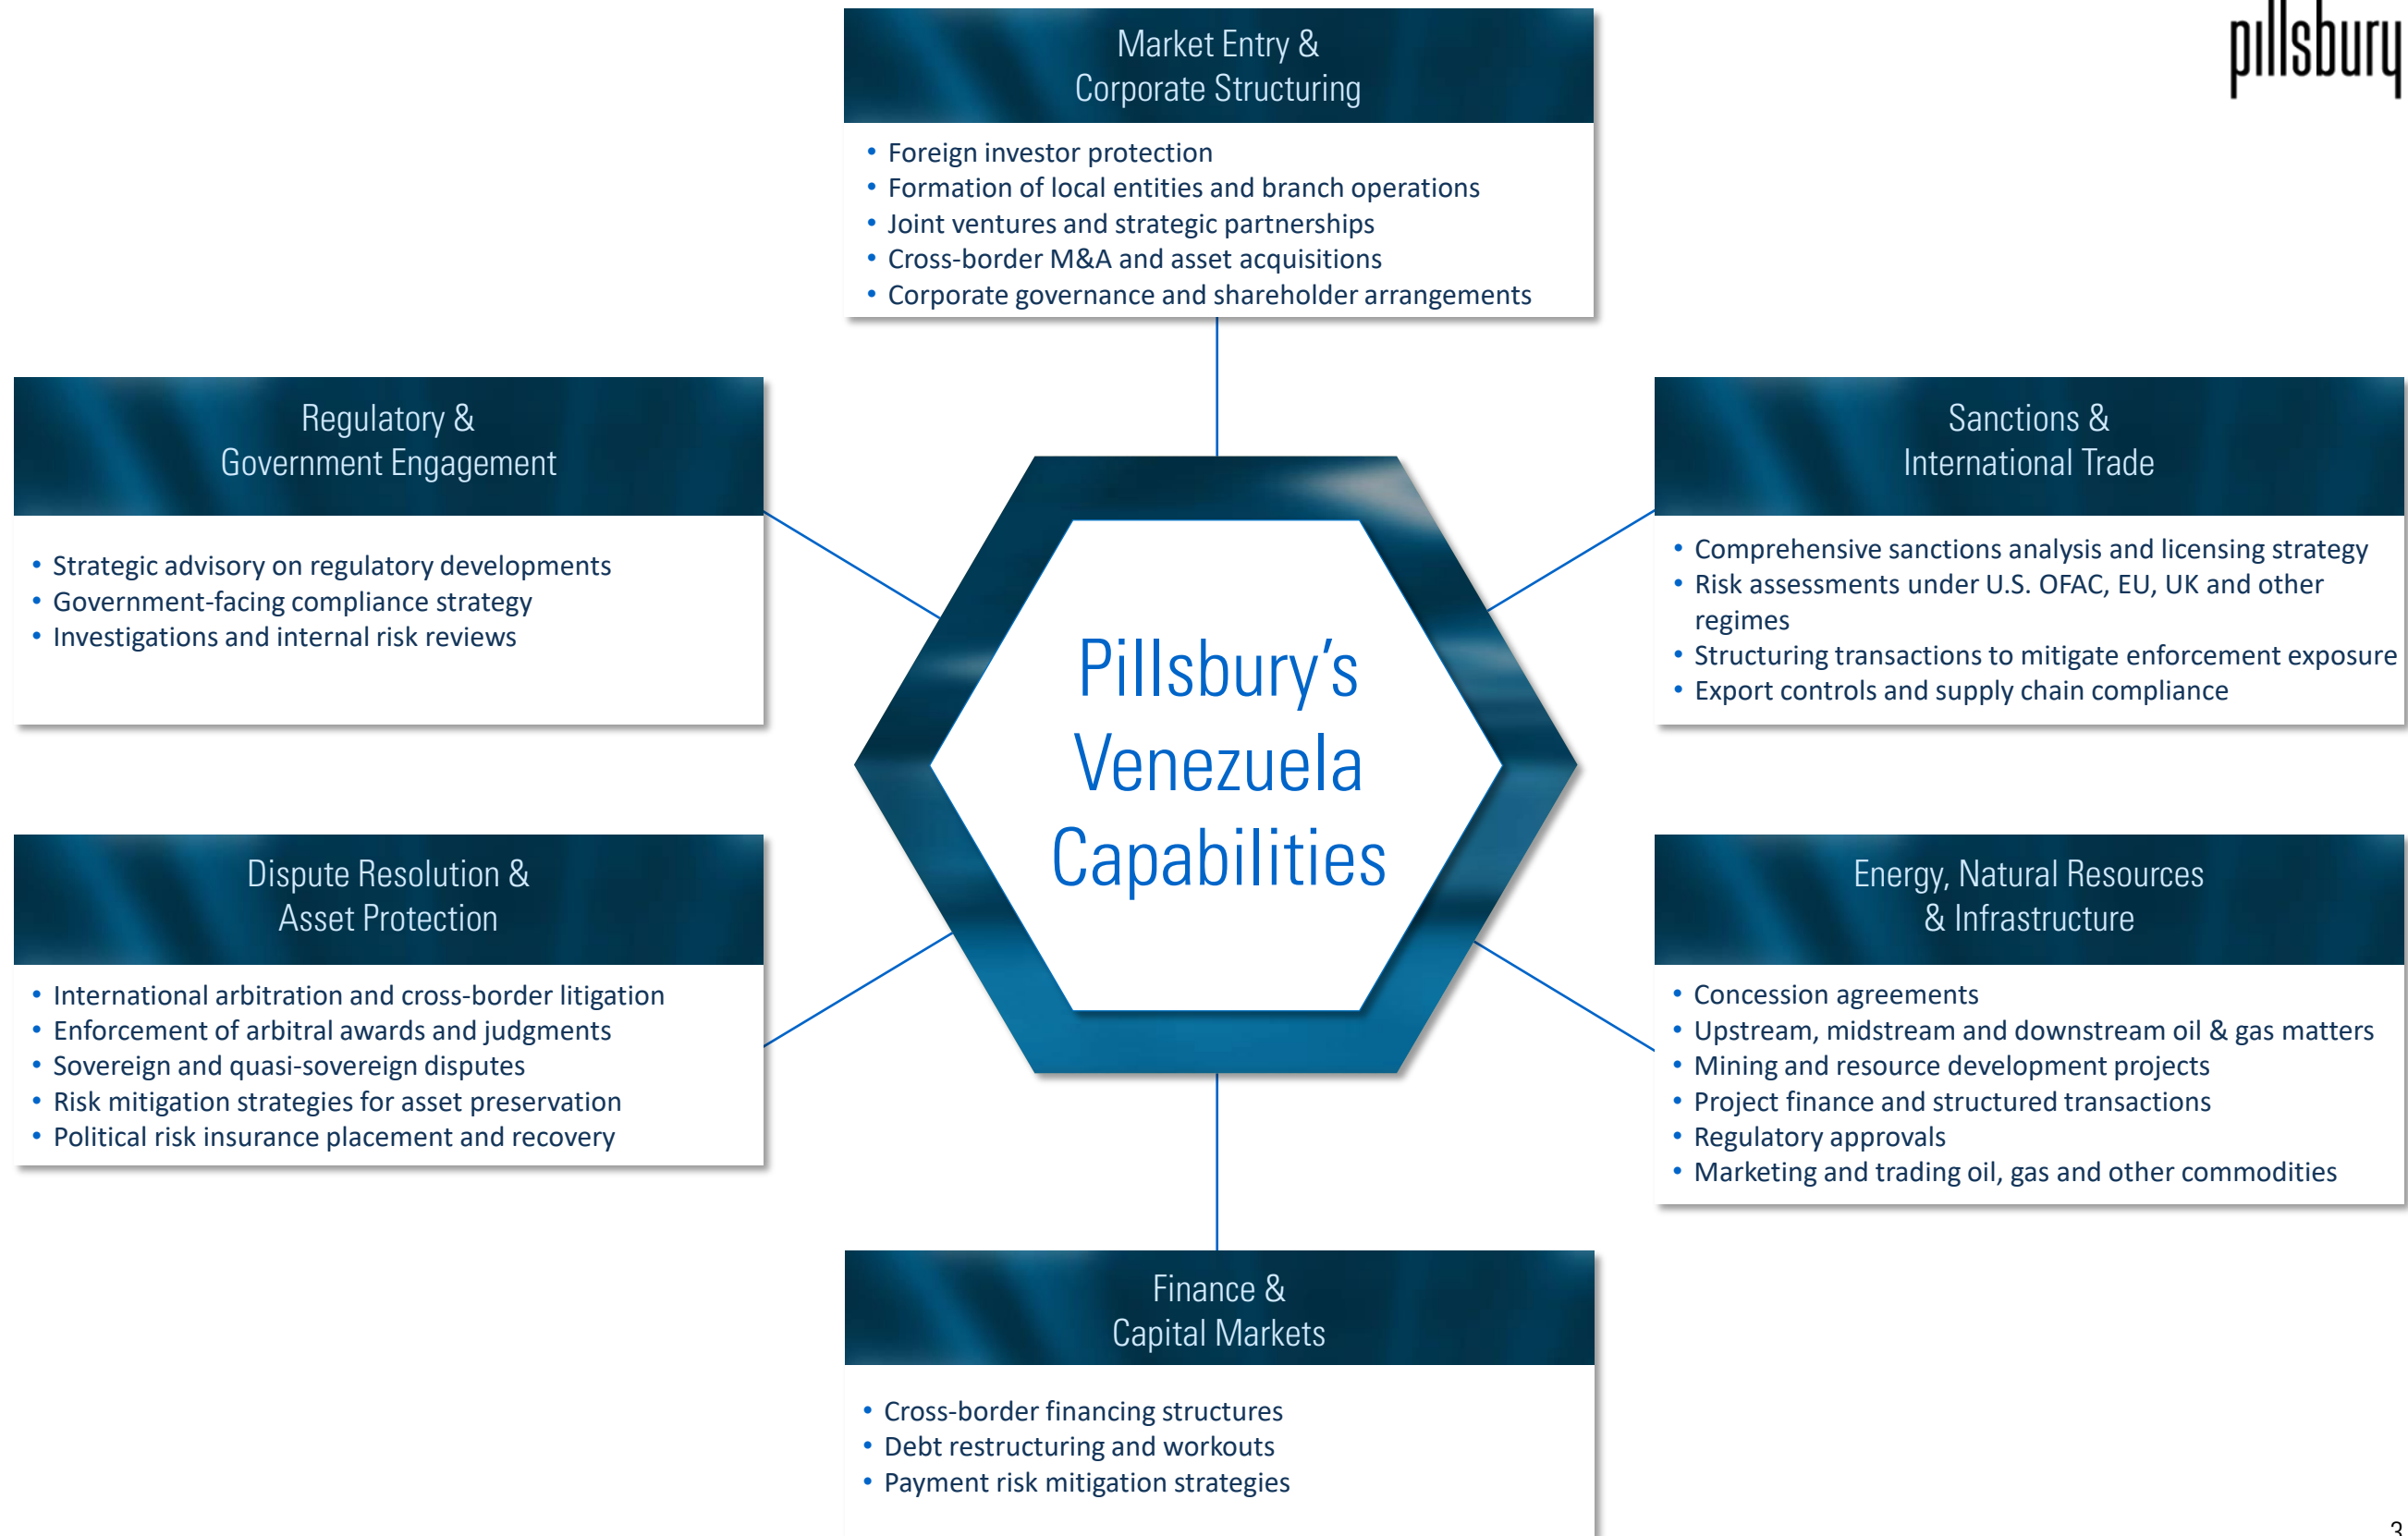 pillsbury
Market Entry &
Corporate Structuring
• Foreign investor protection
• Formation of local entities and branch operations
• Joint ventures and strategic partnerships
• Cross-border M&A and asset acquisitions
• Corporate governance and shareholder arrangements
Regulatory &
Government Engagement
• Strategic advisory on regulatory developments
• Government-facing compliance strategy
• Investigations and internal risk reviews
Sanctions &
International Trade
• Comprehensive sanctions analysis and licensing strategy
• Risk assessments under U.S. OFAC, EU, UK and other
regimes
• Structuring transactions to mitigate enforcement exposure
• Export controls and supply chain compliance
Pillsbury’s
Venezuela
Capabilities
Dispute Resolution &
Asset Protection
• International arbitration and cross-border litigation
• Enforcement of arbitral awards and judgments
• Sovereign and quasi-sovereign disputes
• Risk mitigation strategies for asset preservation
• Political risk insurance placement and recovery
Energy, Natural Resources
& Infrastructure
• Concession agreements
• Upstream, midstream and downstream oil & gas matters
• Mining and resource development projects
• Project finance and structured transactions
• Regulatory approvals
• Marketing and trading oil, gas and other commodities
Finance &
Capital Markets
• Cross-border financing structures
• Debt restructuring and workouts
• Payment risk mitigation strategies
3